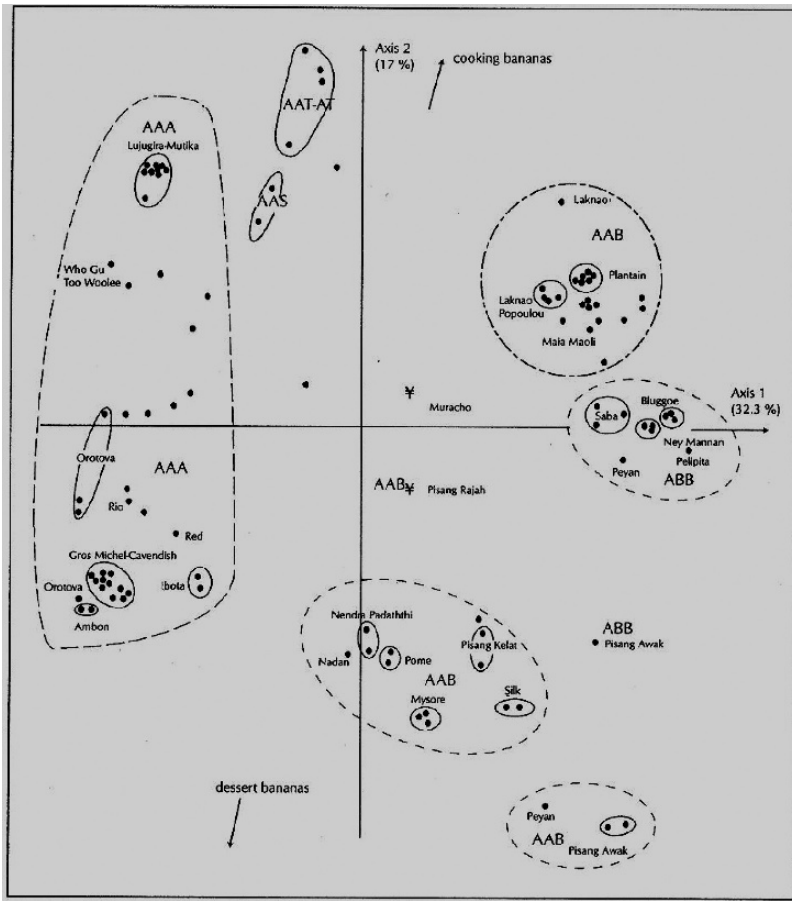 Axis 2
(17 %)
cooking bananas
AAT-AT
AAA
Lujugira-Mutika
AAS
Laknao
AAB
Plantain
Who Gu
Too Woolee
Laknao
Popoulou
Maia Maoli
Axis 1
(32.3 %)
¥
Muracho
Bluggoe
Saba
Ney Mannan
Pelipita
Peyan
ABB
Orotova
AAA
AAB ¥ Pisang Rajah
Rio
Red
Gros Michel-Cavendish
Orotova
Ibota
Ambon
Nendra Padaththi
ABB
Pisang Awak
Pisang Kelat
Nadan
Pome
AAB
Mysore
Silk
dessert bananas
Peyan
AAB
Pisang Awak